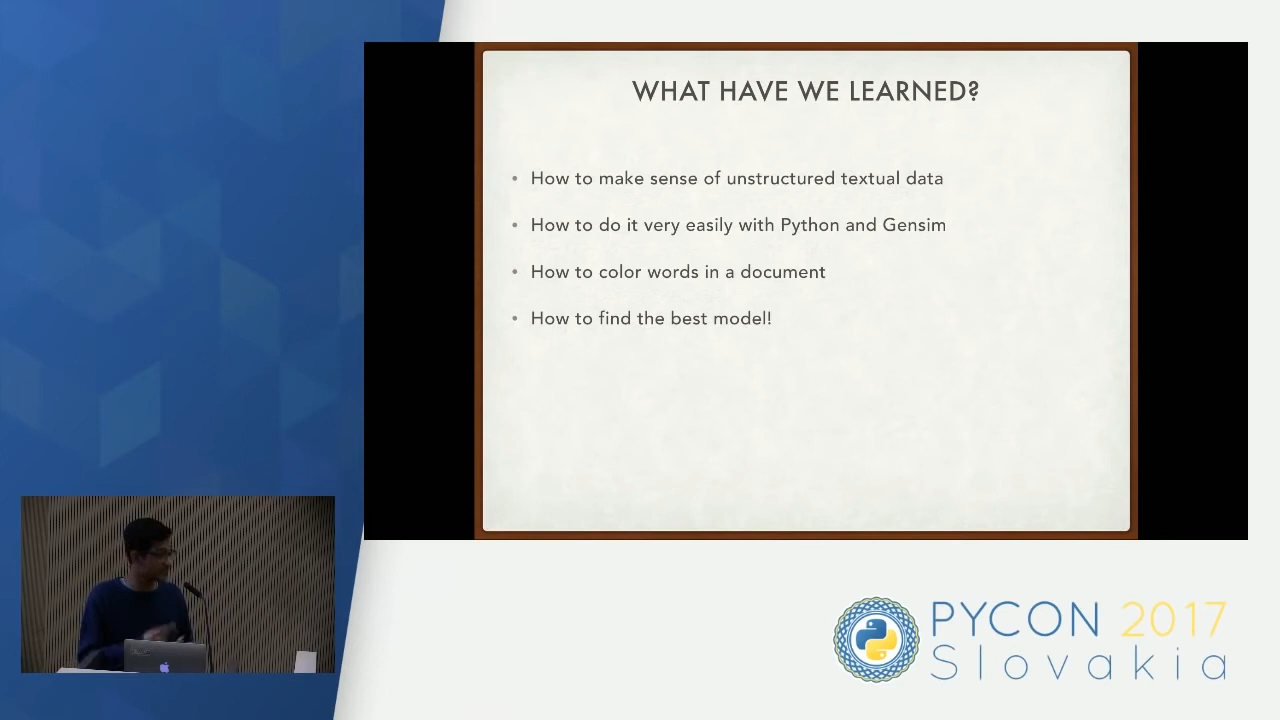 WHAT HAVE WE LEARNED?
• How to make sense of unstructured textual data
• How to do it very easily with Python and Gensim
• How to color words in a document
• How to find the best model!
PYCON 2017
Slovakia